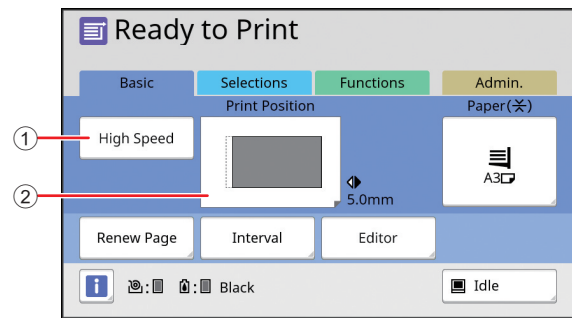 Ready to Print
Basic Selections Functions Admin.
Print Position Paper(⚹)
1 High Speed
A3
2
5.0mm
Renew Page Interval Editor
i : : Black Idle